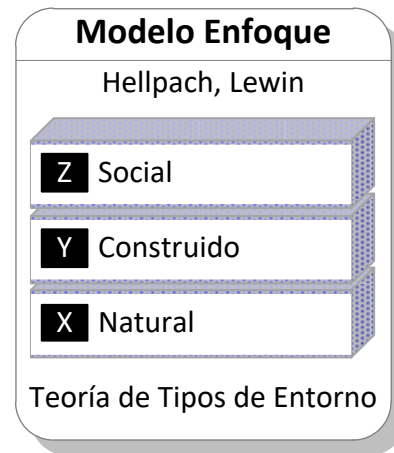 Modelo Enfoque
Hellpach, Lewin
Z Social
Y Construido
X Natural
Teoría de Tipos de Entorno